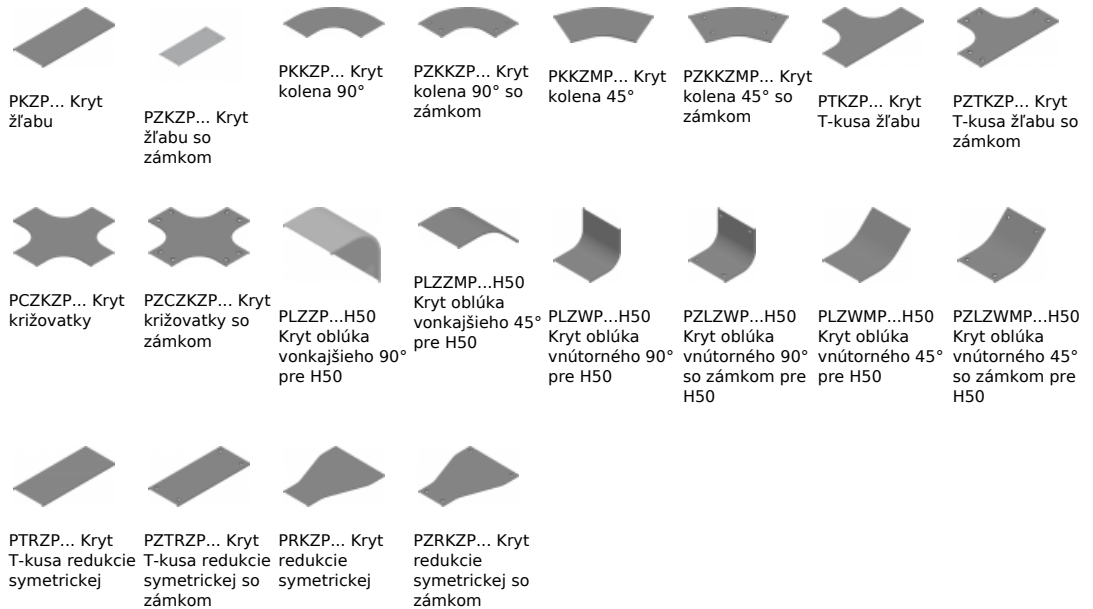 PKZP... Kryt
žľabu
PZKZP... Kryt
žľabu so
zámkom
PKKZP... Kryt
kolena 90°
PZKKZP... Kryt
kolena 90° so
zámkom
PKKZMP... Kryt
kolena 45°
PZKKZMP... Kryt
kolena 45° so
zámkom
PTKZP... Kryt
T-kusa žľabu
PZTKZP... Kryt
T-kusa žľabu so
zámkom
PCZKZP... Kryt
križovatky
PZCZKZP... Kryt
križovatky so
zámkom
PLZZP...H50
Kryt oblúka
vonkajšieho 90°
pre H50
PLZZMP...H50
Kryt oblúka
vonkajšieho 45°
pre H50
PLZWP...H50
Kryt oblúka
vnútorného 90°
pre H50
PZLZWP...H50
Kryt oblúka
vnútorného 90°
so zámkom pre
H50
PLZWMP...H50
Kryt oblúka
vnútorného 45°
pre H50
PZLZWMP...H50
Kryt oblúka
vnútorného 45°
so zámkom pre
H50
PTRZP... Kryt
T-kusa redukcie
symetrickej
PZTRZP... Kryt
T-kusa redukcie
symetrickej so
zámkom
PRKZP... Kryt
redukcie
symetrickej
PZRKZP... Kryt
redukcie
symetrickej so
zámkom